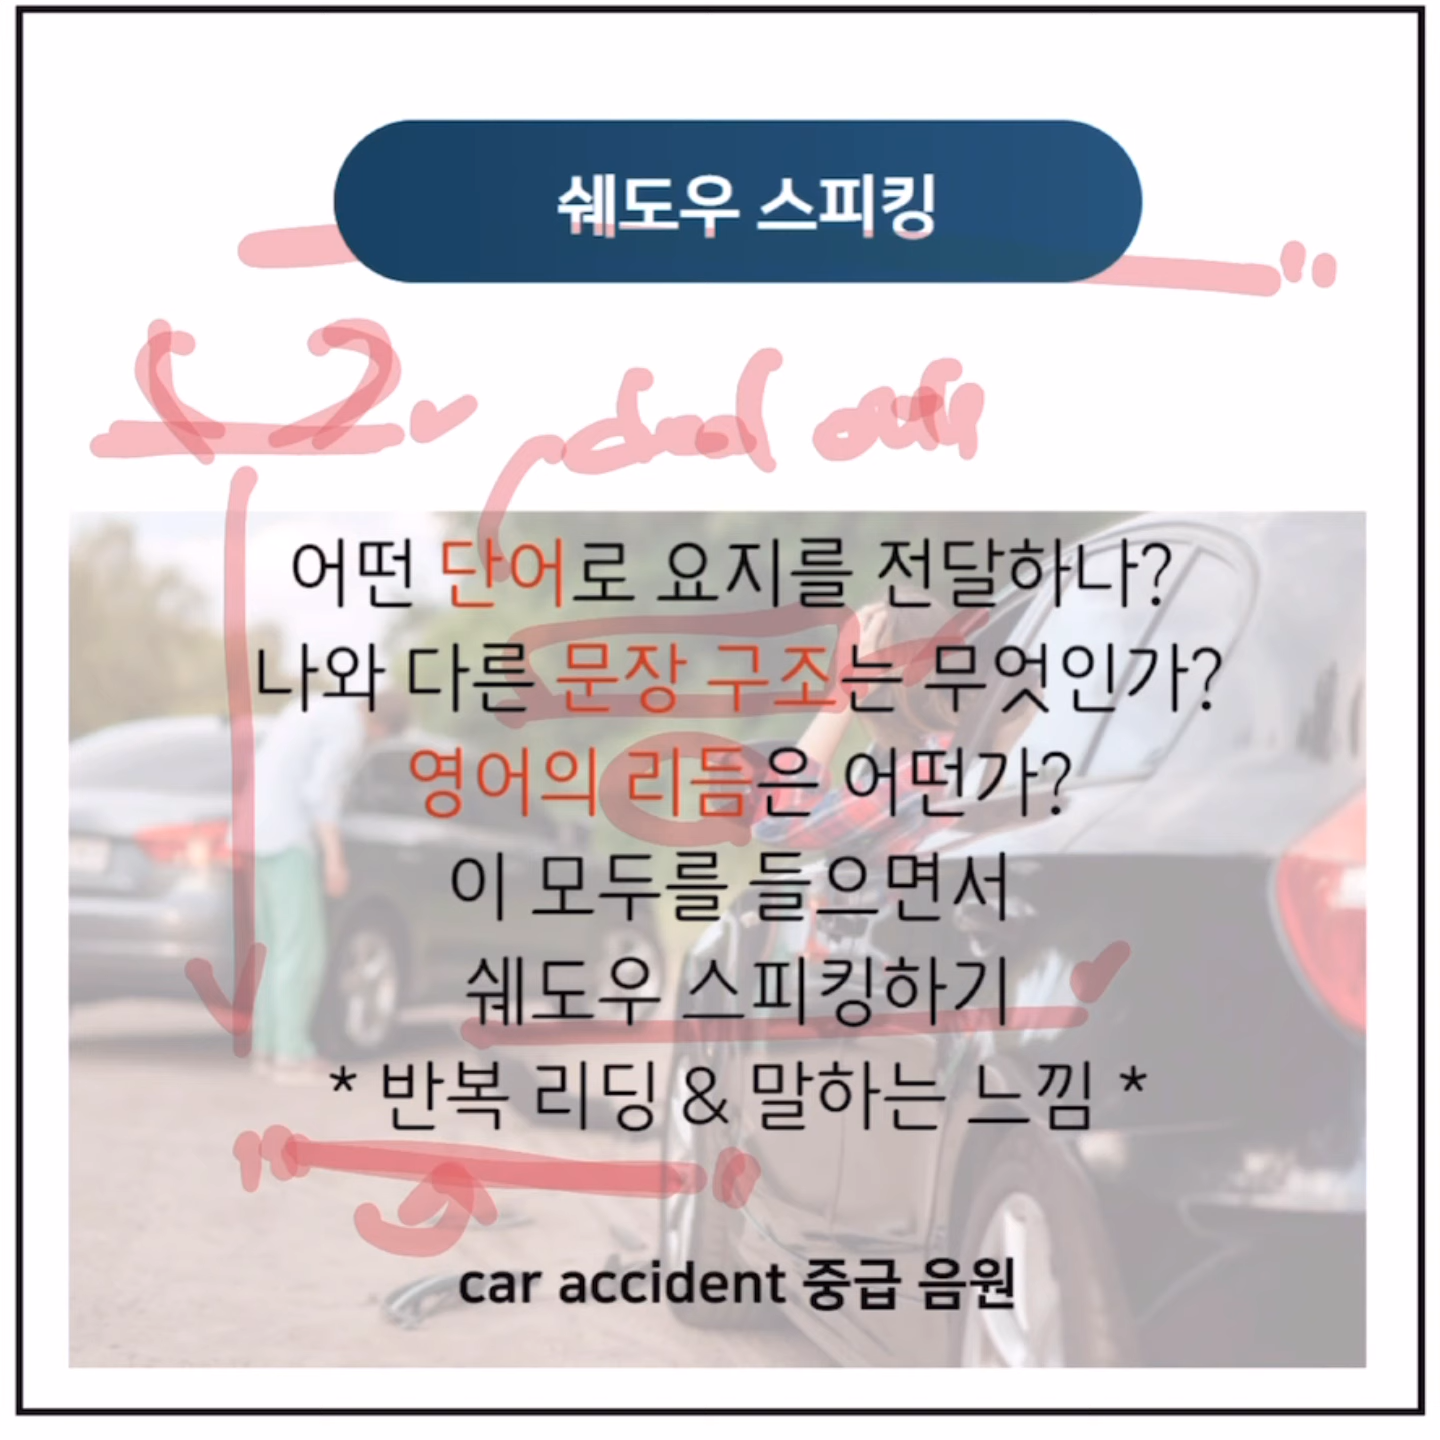 쉐도우 스피킹
어떤 단어로 요지를 전달하나?
나와 다른 문장 구조는 무엇인가?
영어의 리듬은 어떤가?
이 모두를 들으면서
쉐도우 스피킹하기
* 반복 리딩 & 말하는 느낌 *
car accident 중급 음원